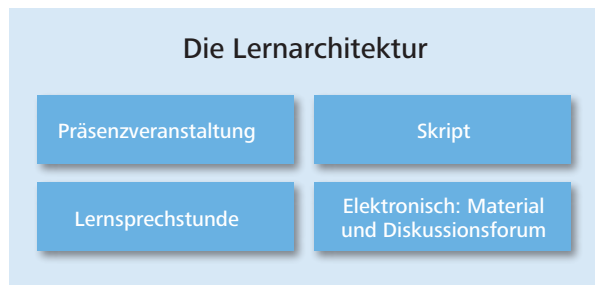 Die Lernarchitektur
Präsenzveranstaltung
Skript
Lernsprechstunde
Elektronisch: Material
und Diskussionsforum